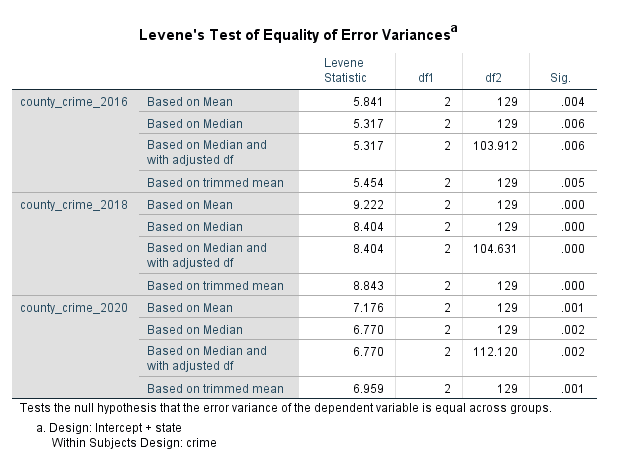 Levene's Test of Equality of Error Variancesa
Levene
Statistic df1 df2 Sig.
county_crime_2016 Based on Mean 5.841 2 129 .004
Based on Median 5.317 2 129 .006
Based on Median and
with adjusted df 5.317 2 103.912 .006
Based on trimmed mean 5.454 2 129 .005
county_crime_2018 Based on Mean 9.222 2 129 .000
Based on Median 8.404 2 129 .000
Based on Median and
with adjusted df 8.404 2 104.631 .000
Based on trimmed mean 8.843 2 129 .000
county_crime_2020 Based on Mean 7.176 2 129 .001
Based on Median 6.770 2 129 .002
Based on Median and
with adjusted df 6.770 2 112.120 .002
Based on trimmed mean 6.959 2 129 .001
Tests the null hypothesis that the error variance of the dependent variable is equal across groups.
a. Design: Intercept + state
Within Subjects Design: crime